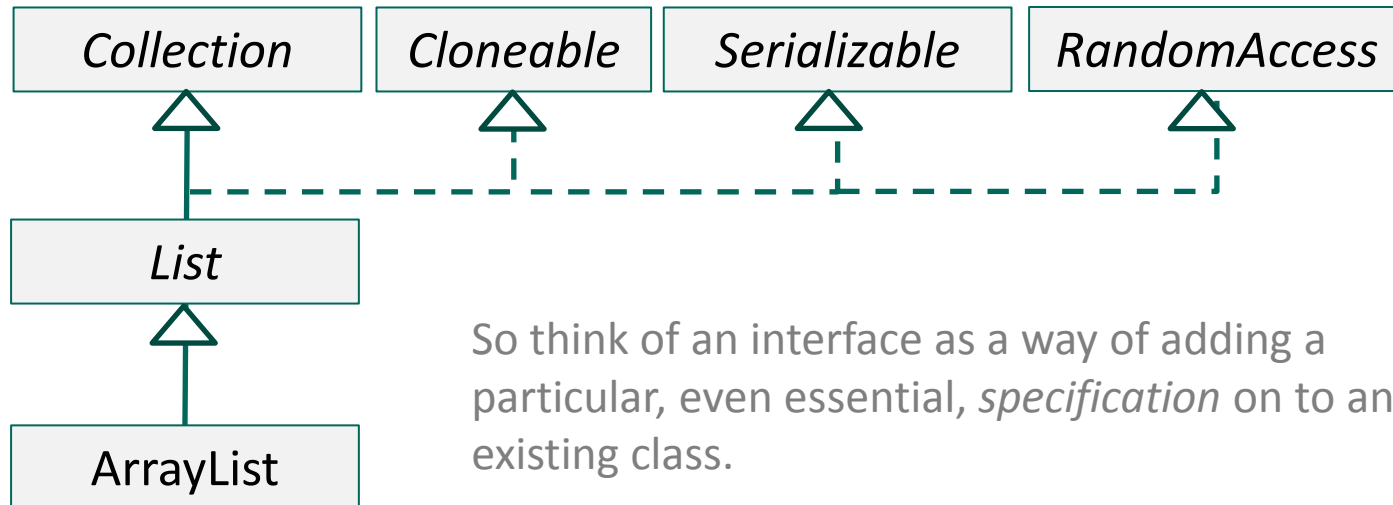 Collection
Cloneable
Serializable
RandomAccess
List
So think of an interface as a way of adding a
particular, even essential, specification on to an
existing class.
ArrayList